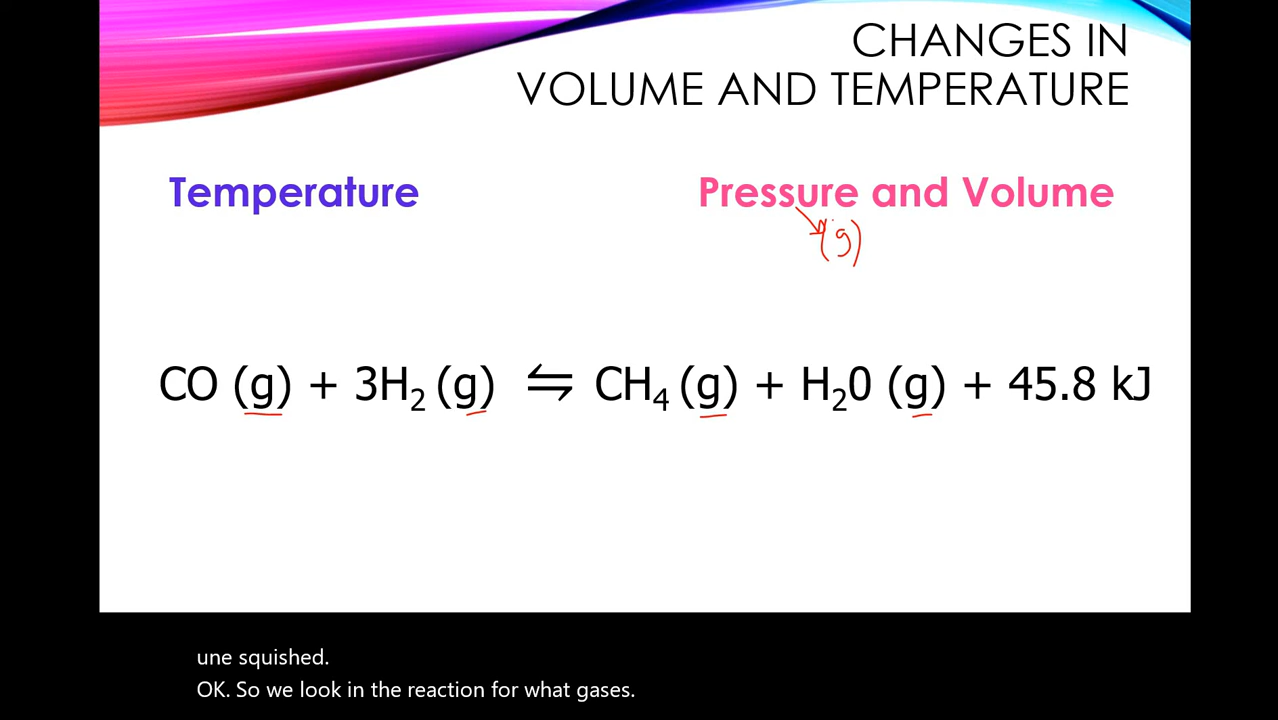 CHANGES IN
VOLUME AND TEMPERATURE
Temperature
Pressure and Volume
(g)
CO (g) + 3H₂ (g) ⇋ CH₄ (g) + H₂0 (g) + 45.8 kJ
une squished.
OK. So we look in the reaction for what gases.